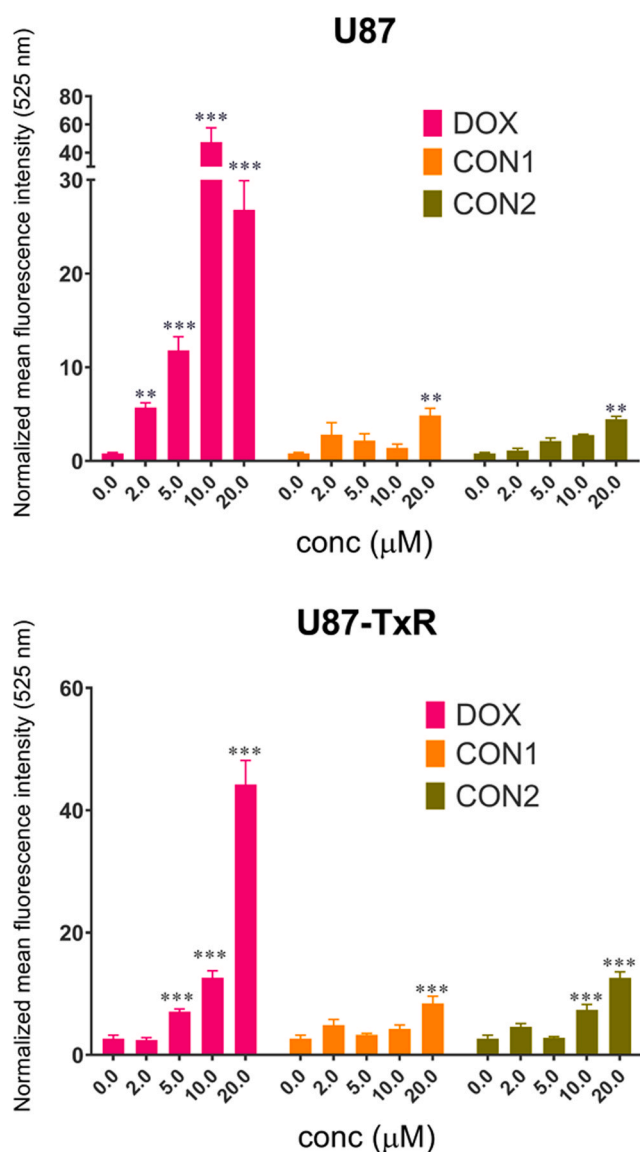 U87
Normalized mean fluorescence intensity (525 nm)
80
60
40
30
20
10
0
***
***
***
**
**
**
DOX
CON1
CON2
0.0 2.0 5.0 10.0 20.0 0.0 2.0 5.0 10.0 20.0 0.0 2.0 5.0 10.0 20.0
conc (μM)
U87-TxR
Normalized mean fluorescence intensity (525 nm)
60
40
20
0
***
***
***
***
***
***
DOX
CON1
CON2
0.0 2.0 5.0 10.0 20.0 0.0 2.0 5.0 10.0 20.0 0.0 2.0 5.0 10.0 20.0
conc (μM)